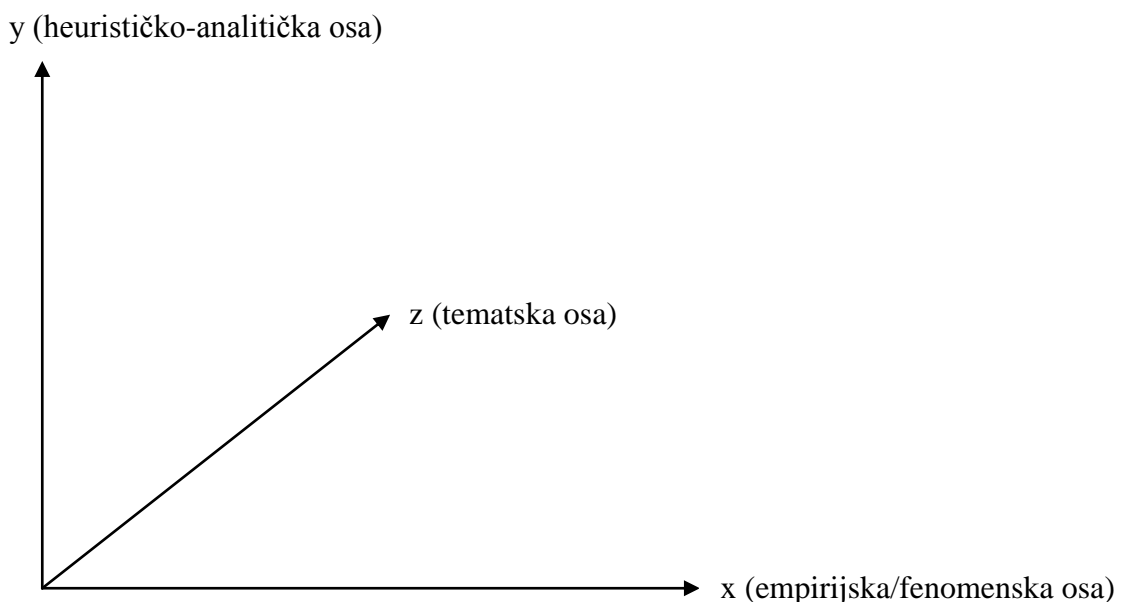 y (heurističko-analitička osa)
z (tematska osa)
x (empirijska/fenomenska osa)